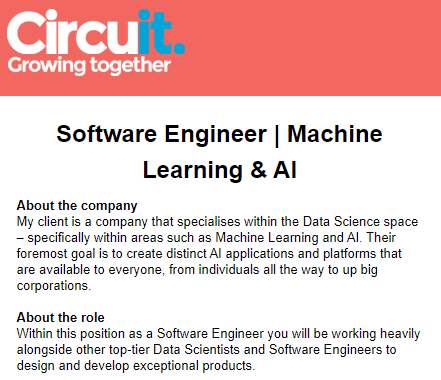 Circuit.
Growing together
Software Engineer | Machine
Learning & AI
About the company
My client is a company that specialises within the Data Science space
– specifically within areas such as Machine Learning and AI. Their
foremost goal is to create distinct AI applications and platforms that
are available to everyone, from individuals all the way to up big
corporations.
About the role
Within this position as a Software Engineer you will be working heavily
alongside other top-tier Data Scientists and Software Engineers to
design and develop exceptional products.